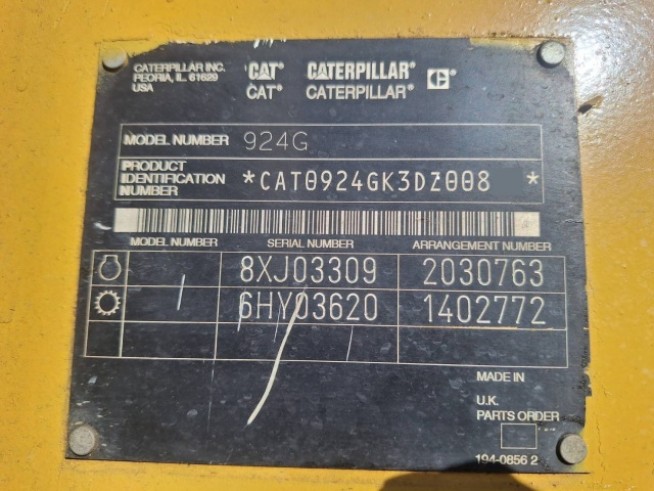 CATERPILLAR INC.
PEORIA, IL. 61629
USA
CAT® CATERPILLAR® C®
CAT® CATERPILLAR®
MODEL NUMBER 924G
PRODUCT
IDENTIFICATION
NUMBER *CAT0924GK3DZ008 *
MODEL NUMBER SERIAL NUMBER ARRANGEMENT NUMBER
8XJ03309 2030763
6HY03620 1402772
MADE IN
U.K.
PARTS ORDER
194-0856 2